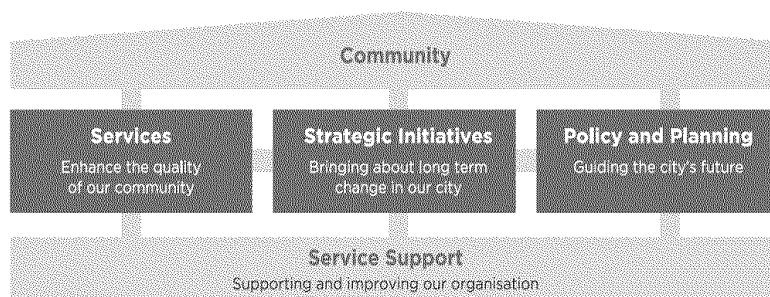 Community
Services
Enhance the quality
of our community
Strategic Initiatives
Bringing about long term
change in our city
Policy and Planning
Guiding the city's future
Service Support
Supporting and improving our organisation